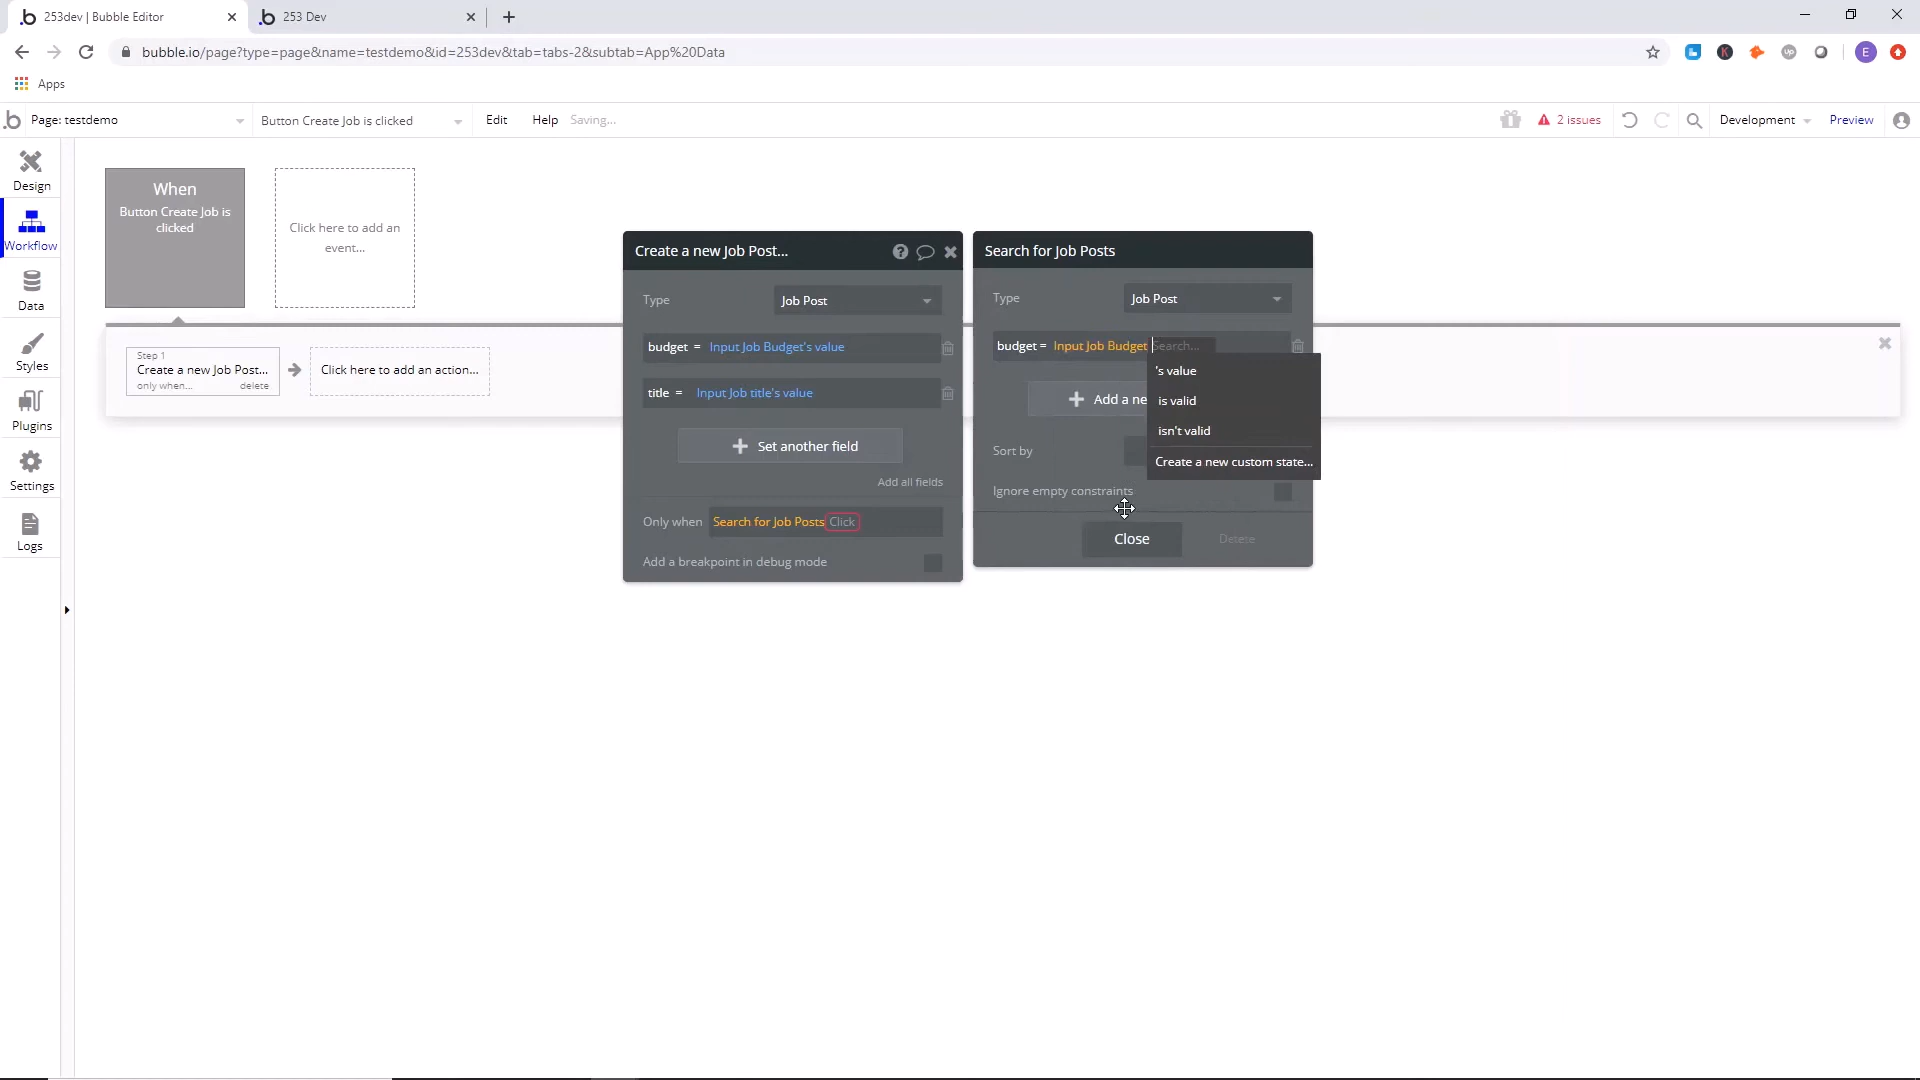 253dev | Bubble Editor
253 Dev
bubble.io/page?type=page&name=testdemo&id=253dev&tab=tabs-2&subtab=App%20Data
E
Apps
Page: testdemo
Button Create Job is clicked
Edit
Help
Saving...
2 issues
Development
Preview
Design
Workflow
Data
Styles
Plugins
Settings
Logs
When
Button Create Job is
clicked
Click here to add an
event...
Step 1
Create a new Job Post...
only when...
delete
Click here to add an action...
Create a new Job Post...
Type
Job Post
budget = Input Job Budget's value
title = Input Job title's value
Set another field
Add all fields
Only when
Search for Job Posts Click
Add a breakpoint in debug mode
Search for Job Posts
Type
Job Post
budget = Input Job Budget Search...
's value
is valid
isn't valid
Create a new custom state...
Add a ne
Sort by
Ignore empty constraints
Close
Delete